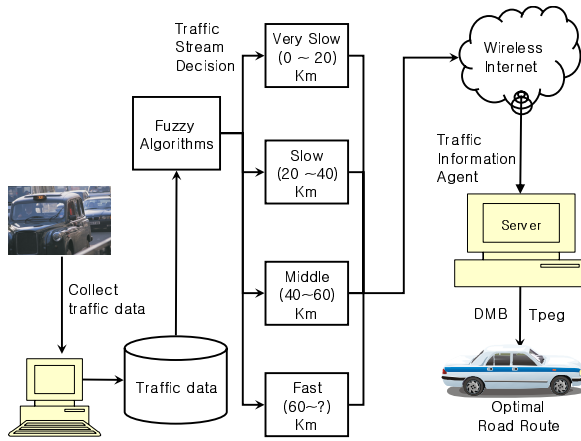 Traffic
Stream
Decision
Very Slow
(0 ~ 20)
Km
Wireless
Internet
Fuzzy
Algorithms
Slow
(20 ~40)
Km
Traffic
Information
Agent
Server
Collect
traffic data
Middle
(40~60)
Km
DMB Tpeg
Traffic data
Fast
(60~?)
Km
Optimal
Road Route